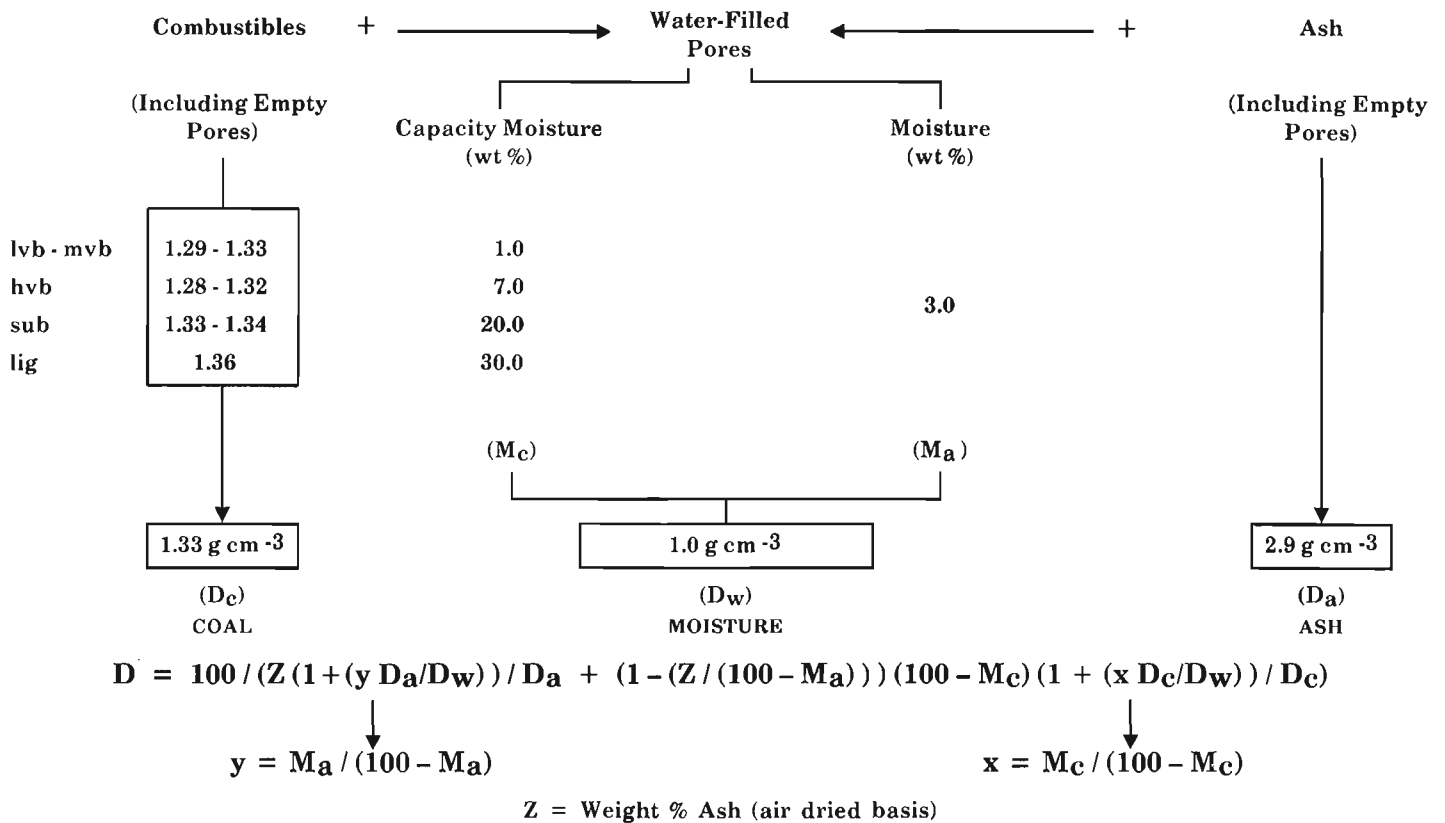 Combustibles + Water-Filled + Ash
Pores
(Including Empty
Pores)
Capacity Moisture
(wt %)
Moisture
(wt %)
(Including Empty
Pores)
lvb - mvb 1.29 - 1.33 1.0
hvb 1.28 - 1.32 7.0
3.0
sub 1.33 - 1.34 20.0
lig 1.36 30.0
(Mc) (Ma)
1.33 g cm -3 1.0 g cm -3 2.9 g cm -3
(Dc) (Dw) (Da)
COAL MOISTURE ASH
D = 100 / (Z (1+(y Da/Dw)) / Da + (1 – (Z / (100 – Ma))) (100 – Mc) (1 + (x Dc/Dw)) / Dc)
y = Ma / (100 – Ma) x = Mc / (100 – Mc)
Z = Weight % Ash (air dried basis)